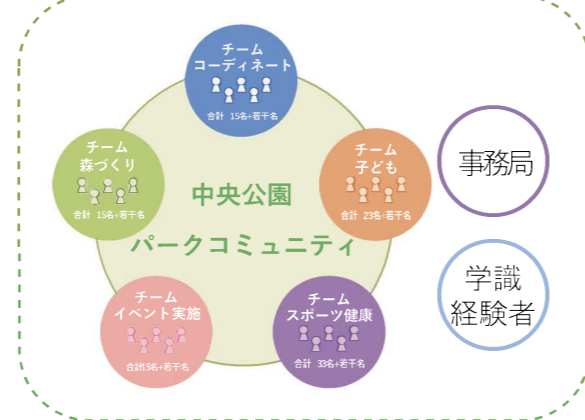 チーム
コーディネート
合計 15名+若干名
チーム
森づくり
合計 15名+若干名
チーム
子ども
合計 23名+若干名
中央公園
パークコミュニティ
チーム
イベント実施
合計15名+若干名
チーム
スポーツ健康
合計 33名+若干名
事務局
学識
経験者